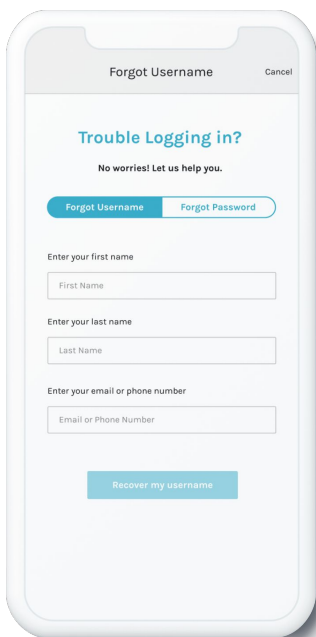 Forgot Username
Cancel
Trouble Logging in?
No worries! Let us help you.
Forgot Username
Forgot Password
Enter your first name
First Name
Enter your last name
Last Name
Enter your email or phone number
Email or Phone Number
Recover my username